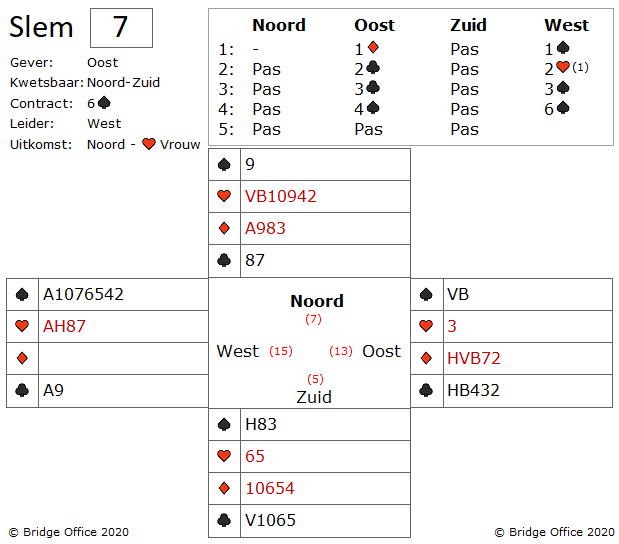 Slem 7
Gever: Oost
Kwetsbaar: Noord-Zuid
Contract: 6♠
Leider: West
Uitkomst: Noord - ♥ Vrouw
Noord Oost Zuid West
1: - 1♦ Pas 1♠
2: Pas 2♣ Pas 2♥(1)
3: Pas 3♣ Pas 3♠
4: Pas 4♠ Pas 6♠
5: Pas Pas Pas
♠ 9
♥ VB10942
♦ A983
♣ 87
♠ A1076542
♥ AH87
♦
♣ A9
Noord
(7)
West (15) (13) Oost
(5)
Zuid
♠ VB
♥ 3
♦ HVB72
♣ HB432
♠ H83
♥ 65
♦ 10654
♣ V1065
© Bridge Office 2020
© Bridge Office 2020